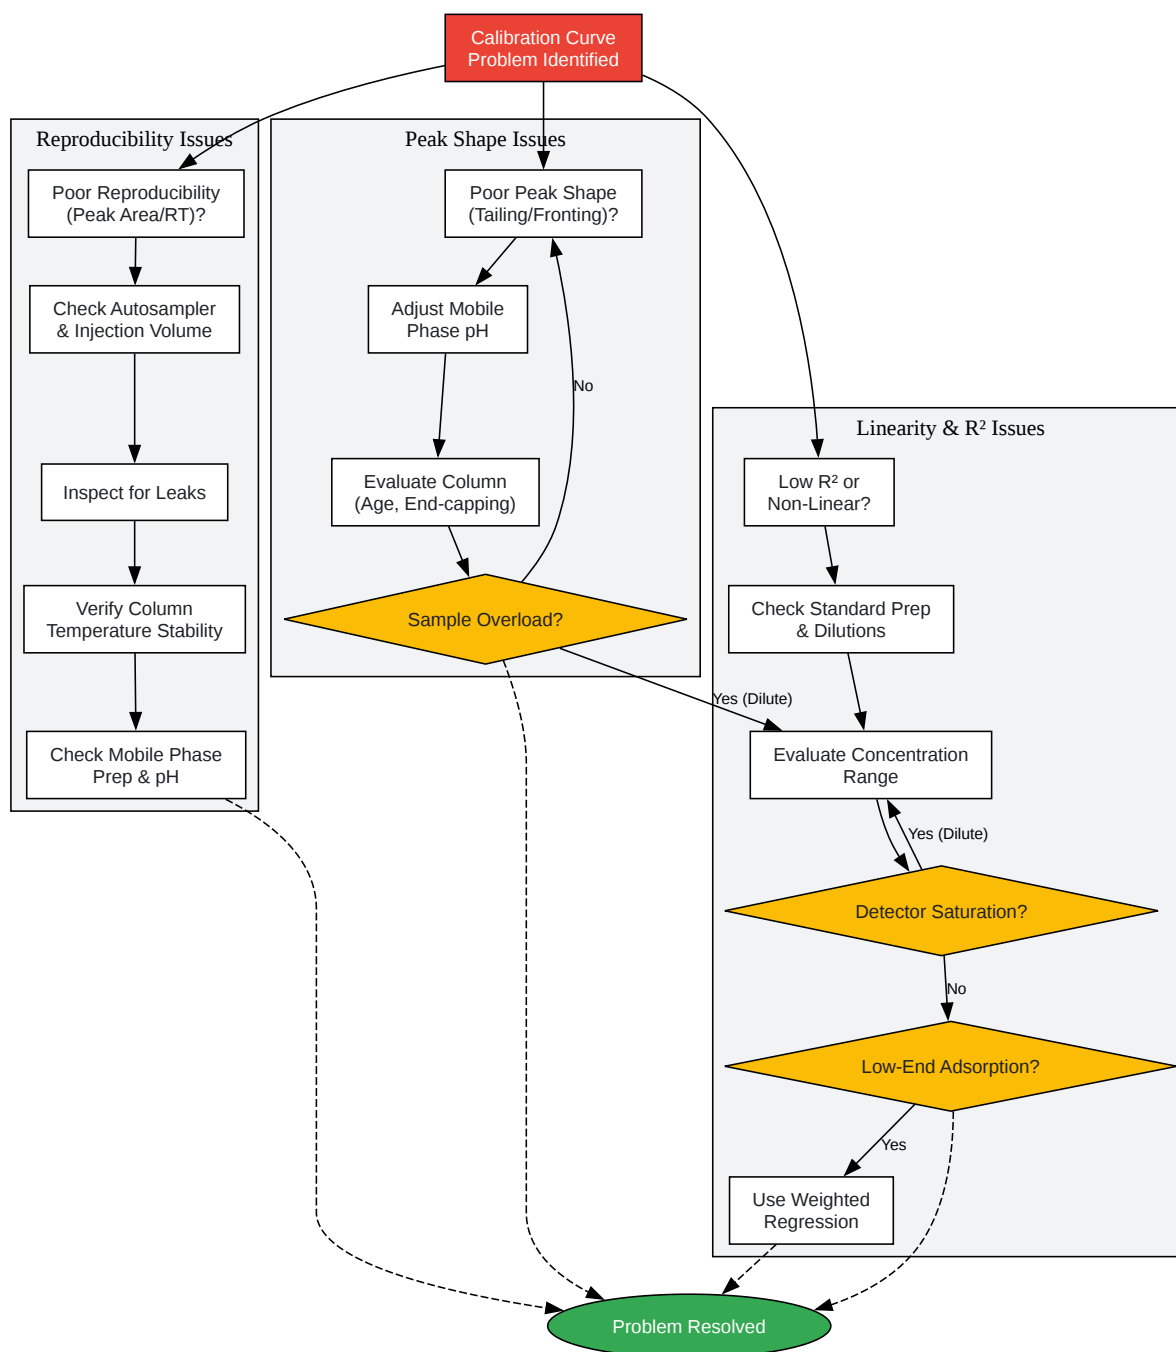 Calibration Curve
Problem Identified
Reproducibility Issues
Poor Reproducibility
(Peak Area/RT)?
Check Autosampler
& Injection Volume
Inspect for Leaks
Verify Column
Temperature Stability
Check Mobile Phase
Prep & pH
Peak Shape Issues
Poor Peak Shape
(Tailing/Fronting)?
Adjust Mobile
Phase pH
No
Evaluate Column
(Age, End-capping)
Sample Overload?
Yes (Dilute)
Linearity & R² Issues
Low R² or
Non-Linear?
Check Standard Prep
& Dilutions
Evaluate Concentration
Range
Yes (Dilute)
Detector Saturation?
No
Low-End Adsorption?
Yes
Use Weighted
Regression
Problem Resolved